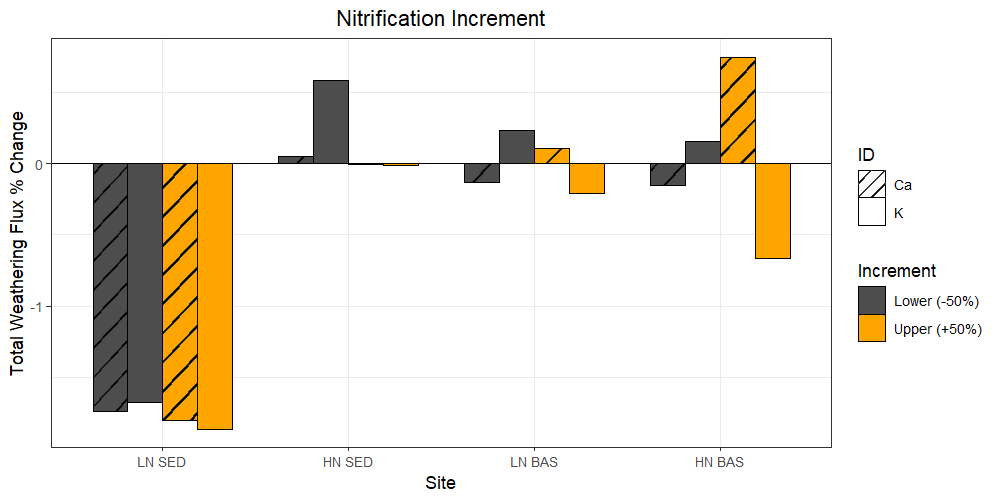 Nitrification Increment
Total Weathering Flux % Change
0
-1
LN SED
HN SED
LN BAS
HN BAS
Site
ID
Ca
K
Increment
Lower (-50%)
Upper (+50%)